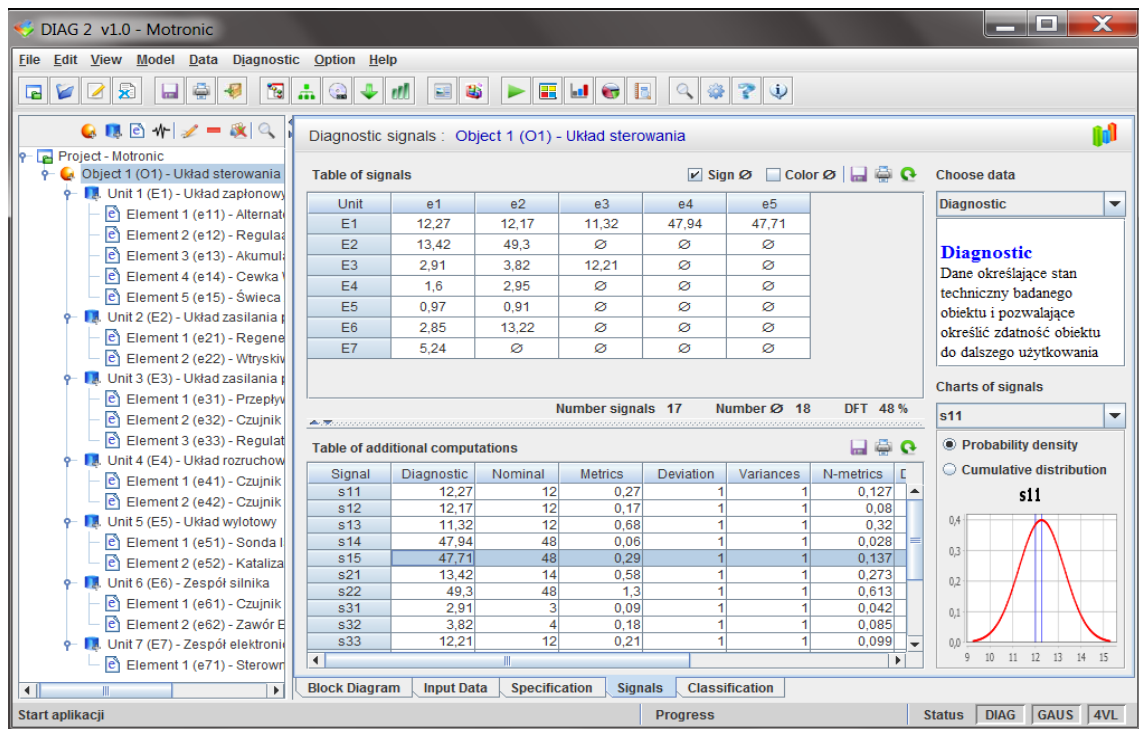 DIAG 2 v1.0 - Motronic
File Edit View Model Data Diagnostic Option Help
Project - Motronic
Object 1 (O1) - Układ sterowania
Unit 1 (E1) - Układ zapłonowy
Element 1 (e11) - Alternat
Element 2 (e12) - Regulaa
Element 3 (e13) - Akumula
Element 4 (e14) - Cewka
Element 5 (e15) - Świeca
Unit 2 (E2) - Układ zasilania
Element 1 (e21) - Regene
Element 2 (e22) - Wtryskiw
Unit 3 (E3) - Układ zasilania
Element 1 (e31) - Przepływ
Element 2 (e32) - Czujnik
Element 3 (e33) - Regulat
Unit 4 (E4) - Układ rozruchow
Element 1 (e41) - Czujnik
Element 2 (e42) - Czujnik
Unit 5 (E5) - Układ wylotowy
Element 1 (e51) - Sonda l
Element 2 (e52) - Kataliza
Unit 6 (E6) - Zespół silnika
Element 1 (e61) - Czujnik
Element 2 (e62) - Zawór E
Unit 7 (E7) - Zespół elektroni
Element 1 (e71) - Sterown
Diagnostic signals : Object 1 (O1) - Układ sterowania
Table of signals Sign Ø Color Ø
Unit e1 e2 e3 e4 e5
E1 12,27 12,17 11,32 47,94 47,71
E2 13,42 49,3 Ø Ø Ø
E3 2,91 3,82 12,21 Ø Ø
E4 1,6 2,95 Ø Ø Ø
E5 0,97 0,91 Ø Ø Ø
E6 2,85 13,22 Ø Ø Ø
E7 5,24 Ø Ø Ø Ø
Number signals 17 Number Ø 18 DFT 48 %
Table of additional computations
Signal Diagnostic Nominal Metrics Deviation Variances N-metrics D
s11 12,27 12 0,27 1 1 0,127
s12 12,17 12 0,17 1 1 0,08
s13 11,32 12 0,68 1 1 0,32
s14 47,94 48 0,06 1 1 0,028
s15 47,71 48 0,29 1 1 0,137
s21 13,42 14 0,58 1 1 0,273
s22 49,3 48 1,3 1 1 0,613
s31 2,91 3 0,09 1 1 0,042
s32 3,82 4 0,18 1 1 0,085
s33 12,21 12 0,21 1 1 0,099
Block Diagram Input Data Specification Signals Classification
Choose data
Diagnostic
Diagnostic
Dane określające stan
techniczny badanego
obiektu i pozwalające
określić zdatność obiektu
do dalszego użytkowania
Charts of signals
s11
Probability density
Cumulative distribution
s11
0,4
0,3
0,2
0,1
0,0
9 10 11 12 13 14 15
Start aplikacji Progress Status DIAG GAUS 4VL